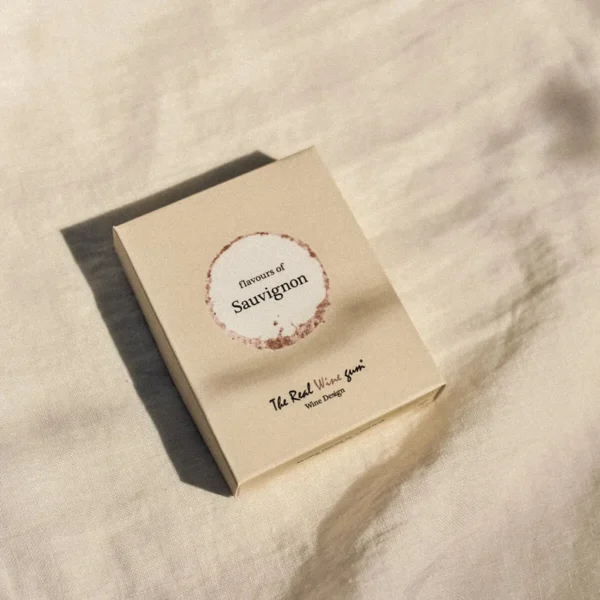 flavours of
Sauvignon
The Real Wine gum
Wine Design